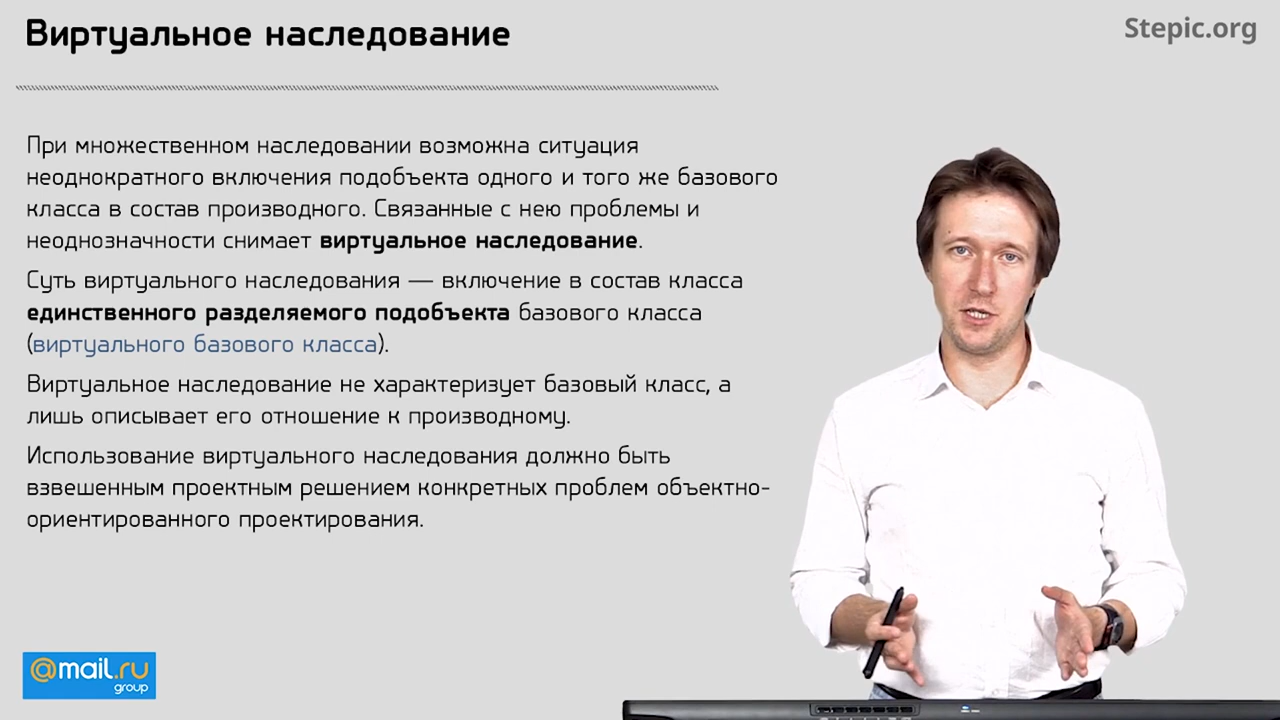 Виртуальное наследование
Stepic.org
При множественном наследовании возможна ситуация
неоднократного включения подобъекта одного и того же базового
класса в состав производного. Связанные с нею проблемы и
неоднозначности снимает виртуальное наследование.
Суть виртуального наследования — включение в состав класса
единственного разделяемого подобъекта базового класса
(виртуального базового класса).
Виртуальное наследование не характеризует базовый класс, а
лишь описывает его отношение к производному.
Использование виртуального наследования должно быть
взвешенным проектным решением конкретных проблем объектно-
ориентированного проектирования.
@mail.ru
group